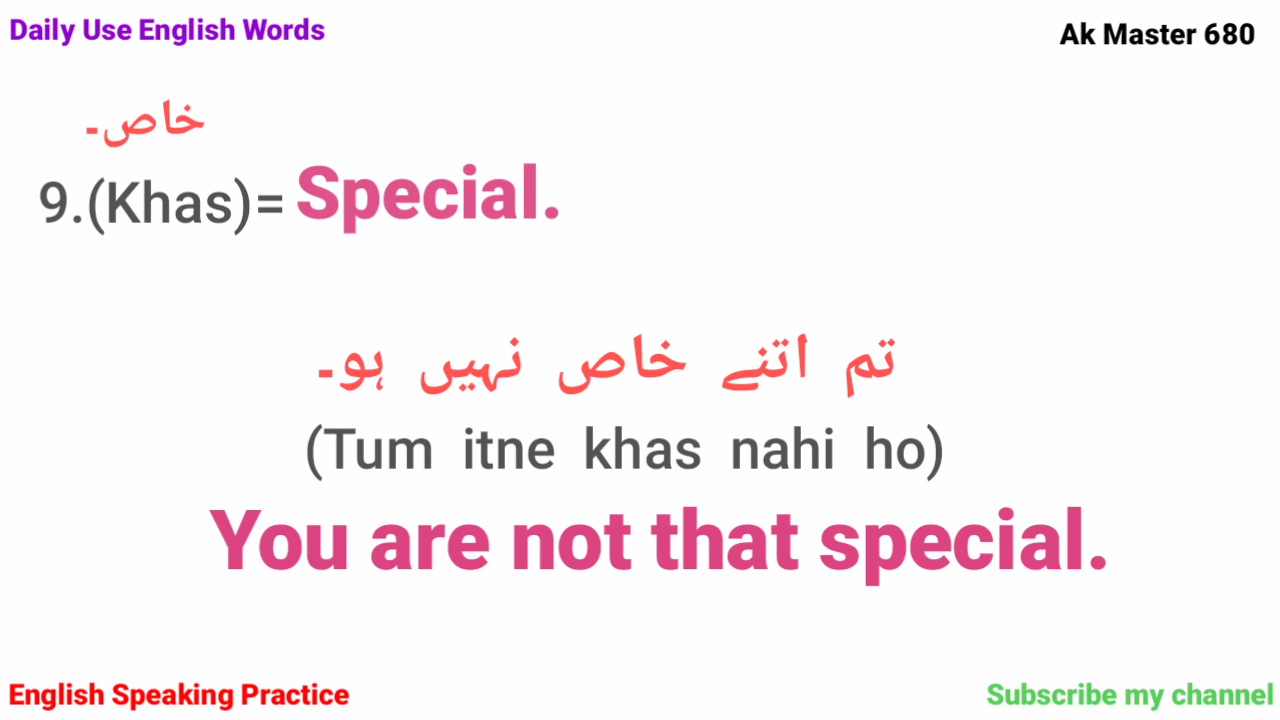 Daily Use English Words
Ak Master 680
خاص۔
9.(Khas)= Special.
تم اتنے خاص نہیں ہو۔
(Tum itne khas nahi ho)
You are not that special.
English Speaking Practice
Subscribe my channel